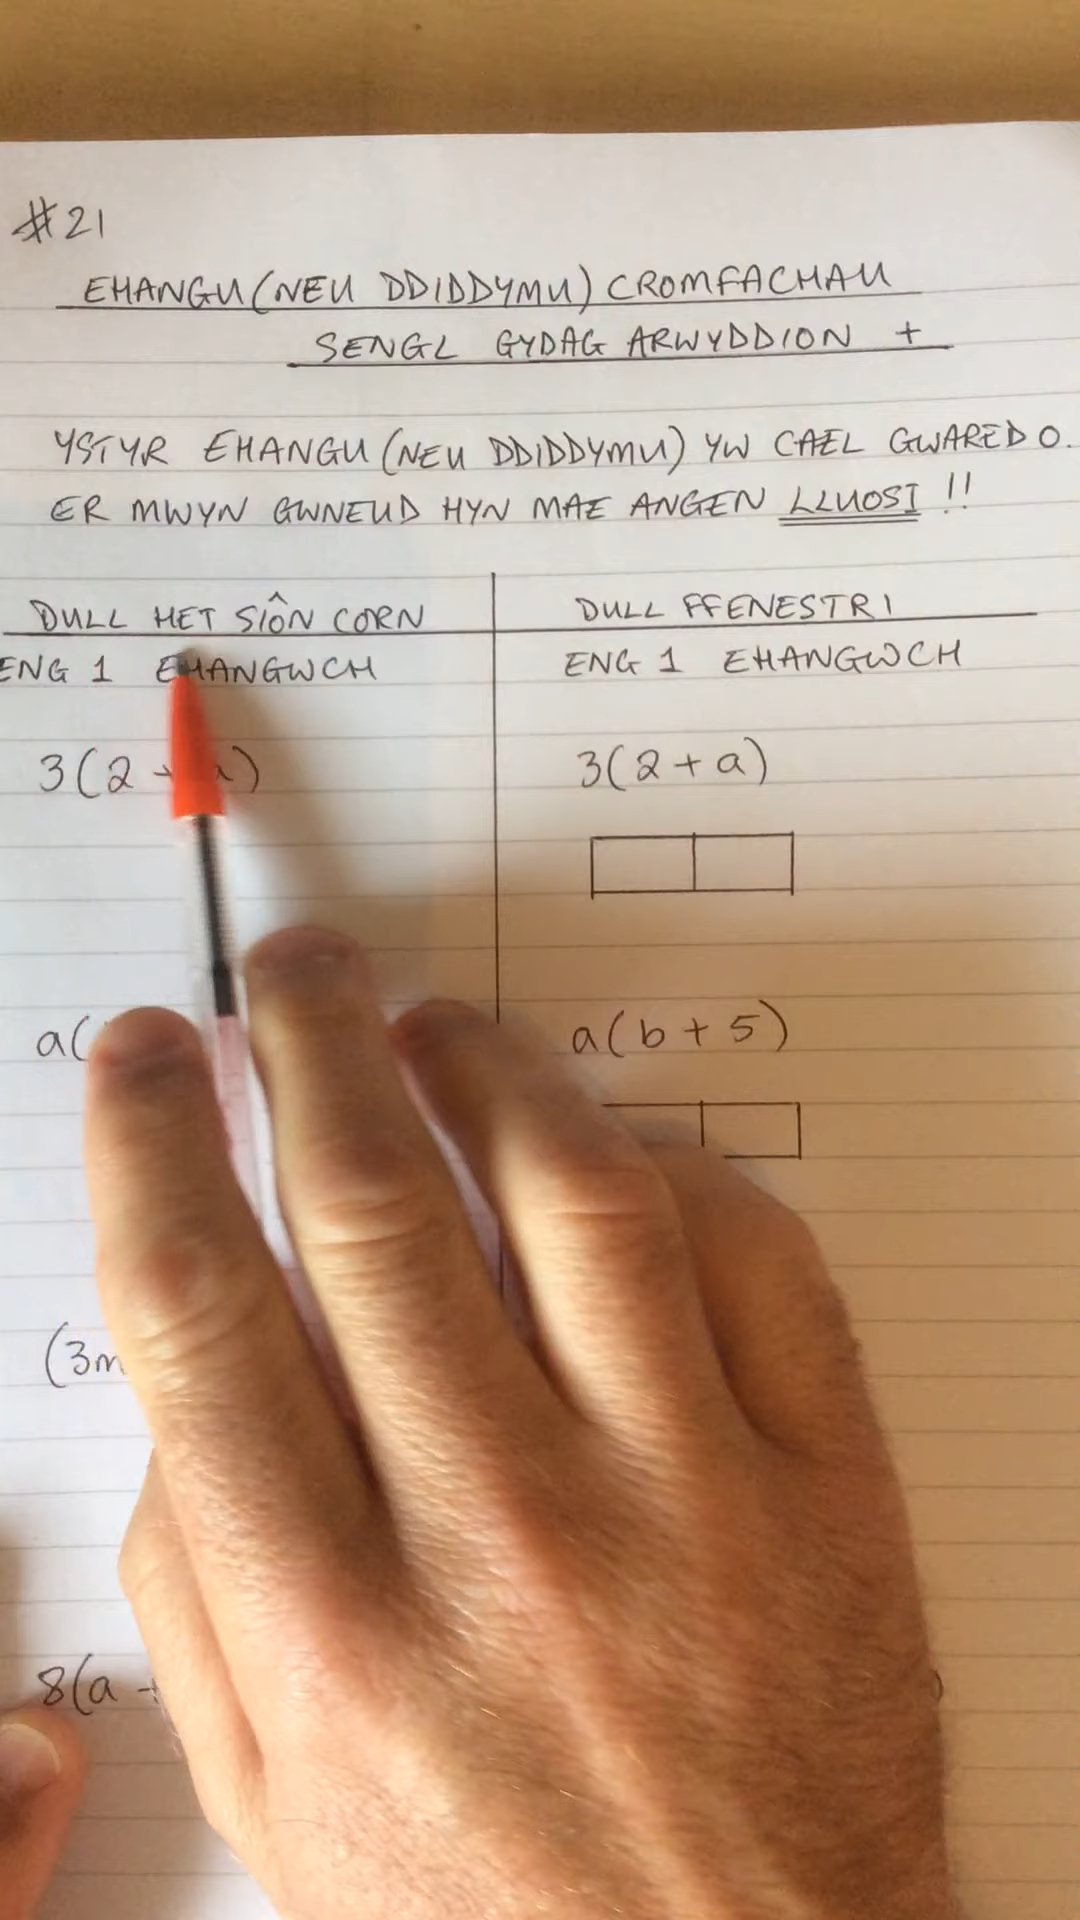 #21
EHANGU (NEU DDIDDYMU) CROMFACHAU
SENGL GYDAG ARWYDDION +
YSTYR EHANGU (NEU DDIDDYMU) YW CAEL GWARED O.
ER MWYN GWNEUD HYN MAE ANGEN LLUOSI !!
DULL HET SIÔN CORN
ENG 1 EHANGWCH
3(2 + a)
a(
(3m
8(a +
DULL FFENESTRI
ENG 1 EHANGWCH
3(2 + a)
a(b + 5)